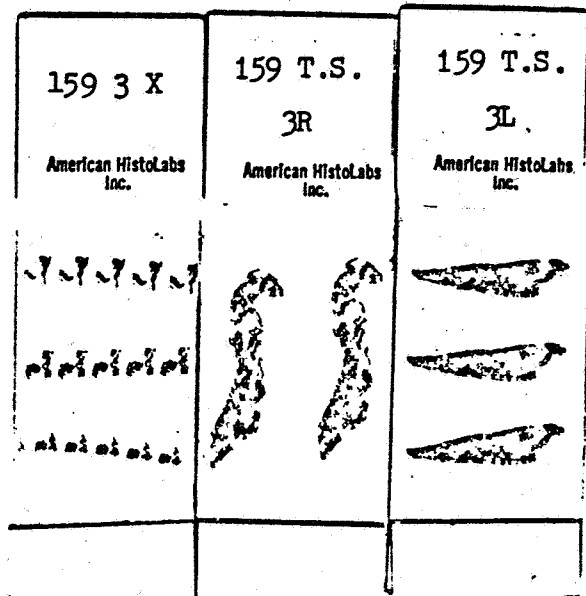 159 3 X
American HistoLabs
Inc.
159 T.S.
3R
American HistoLabs
Inc.
159 T.S.
3L
American HistoLabs
Inc.